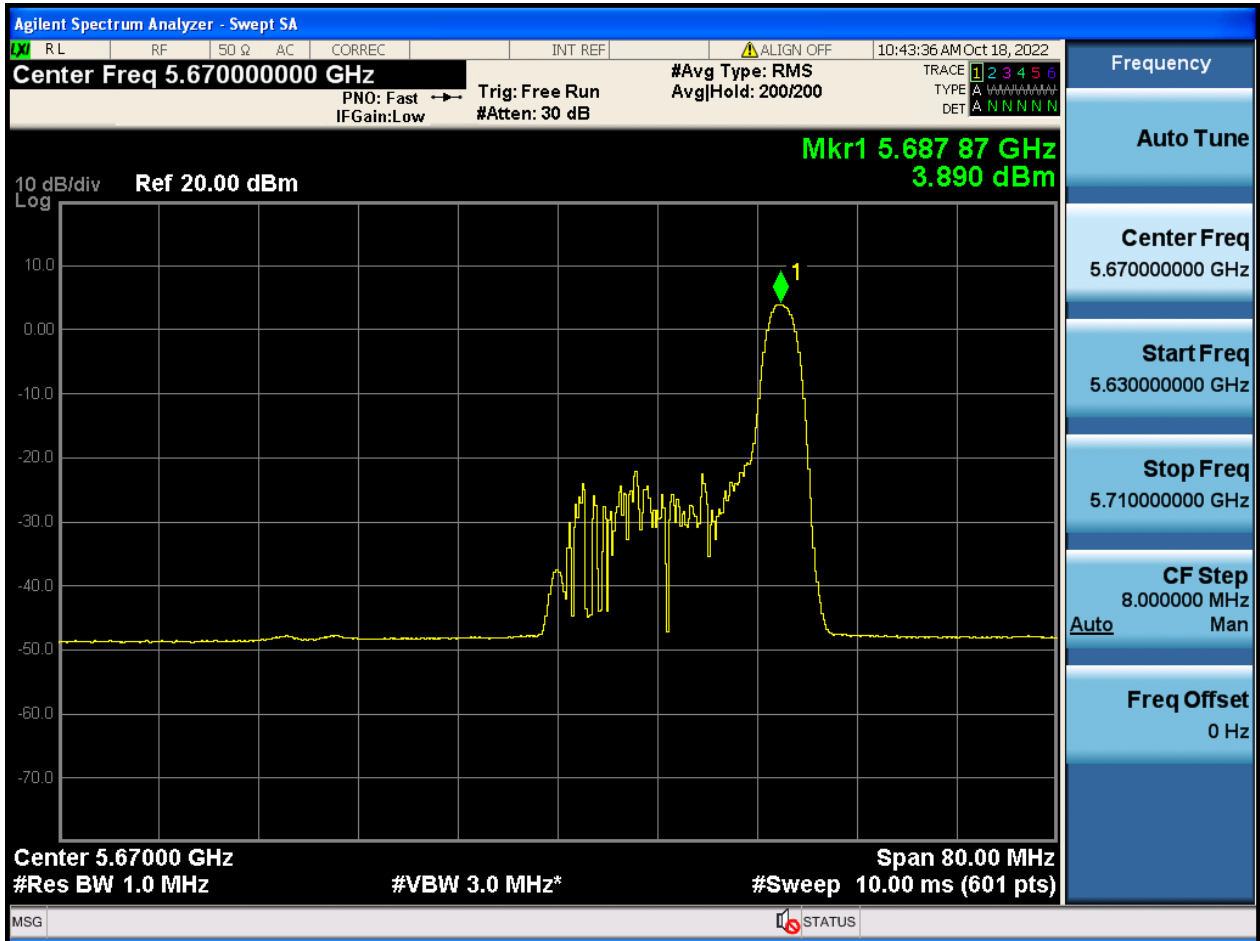 Agilent Spectrum Analyzer - Swept SA
LXI RL RF 50 Ω AC CORREC INT REF ALIGN OFF 10:43:36 AM Oct 18, 2022
Center Freq 5.670000000 GHz
PNO: Fast
IFGain:Low
Trig: Free Run
#Atten: 30 dB
#Avg Type: RMS
Avg|Hold: 200/200
TRACE 1 2 3 4 5 6
TYPE A WWWWW
DET A N N N N N
Mkr1 5.687 87 GHz
3.890 dBm
10 dB/div Ref 20.00 dBm
Log
10.0
0.00
-10.0
-20.0
-30.0
-40.0
-50.0
-60.0
-70.0
1
Center 5.67000 GHz Span 80.00 MHz
#Res BW 1.0 MHz #VBW 3.0 MHz* #Sweep 10.00 ms (601 pts)
MSG STATUS
Frequency
Auto Tune
Center Freq
5.670000000 GHz
Start Freq
5.630000000 GHz
Stop Freq
5.710000000 GHz
CF Step
8.000000 MHz
Auto Man
Freq Offset
0 Hz